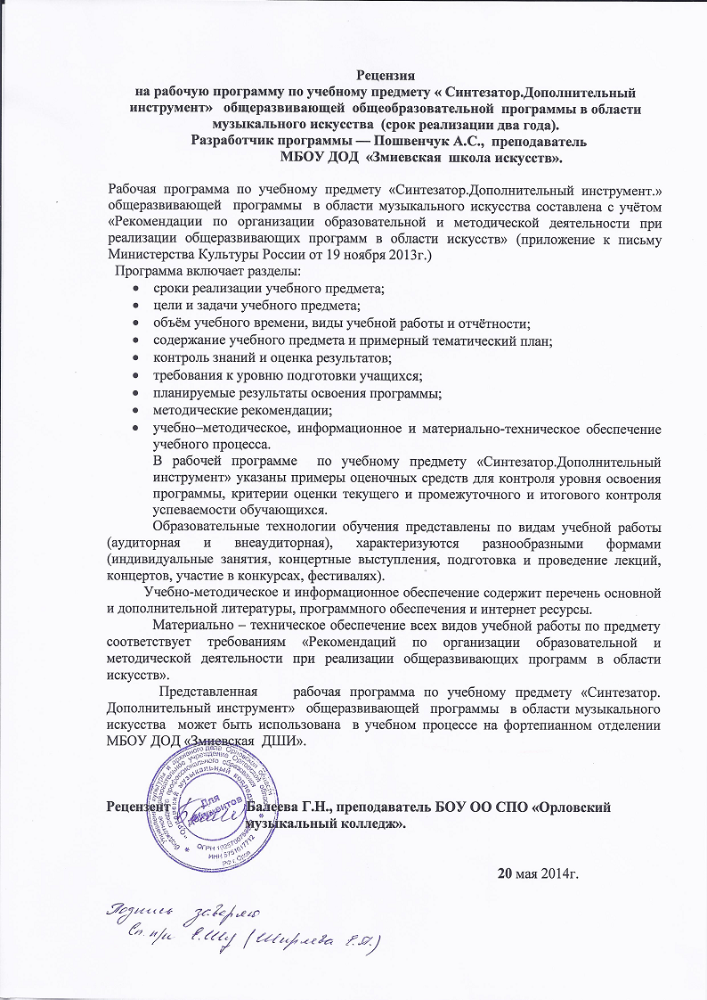 Рецензия
на рабочую программу по учебному предмету « Синтезатор.Дополнительный
инструмент» общеразвивающей общеобразовательной программы в области
музыкального искусства (срок реализации два года).
Разработчик программы — Пошвенчук А.С., преподаватель
МБОУ ДОД «Змиевская школа искусств».
Рабочая программа по учебному предмету «Синтезатор.Дополнительный инструмент.»
общеразвивающей программы в области музыкального искусства составлена с учётом
«Рекомендации по организации образовательной и методической деятельности при
реализации общеразвивающих программ в области искусств» (приложение к письму
Министерства Культуры России от 19 ноября 2013г.)
Программа включает разделы:
• сроки реализации учебного предмета;
• цели и задачи учебного предмета;
• объём учебного времени, виды учебной работы и отчётности;
• содержание учебного предмета и примерный тематический план;
• контроль знаний и оценка результатов;
• требования к уровню подготовки учащихся;
• планируемые результаты освоения программы;
• методические рекомендации;
• учебно–методическое, информационное и материально-техническое обеспечение
учебного процесса.
В рабочей программе по учебному предмету «Синтезатор.Дополнительный
инструмент» указаны примеры оценочных средств для контроля уровня освоения
программы, критерии оценки текущего и промежуточного и итогового контроля
успеваемости обучающихся.
Образовательные технологии обучения представлены по видам учебной работы
(аудиторная и внеаудиторная), характеризуются разнообразными формами
(индивидуальные занятия, концертные выступления, подготовка и проведение лекций,
концертов, участие в конкурсах, фестивалях).
Учебно-методическое и информационное обеспечение содержит перечень основной
и дополнительной литературы, программного обеспечения и интернет ресурсы.
Материально – техническое обеспечение всех видов учебной работы по предмету
соответствует требованиям «Рекомендаций по организации образовательной и
методической деятельности при реализации общеразвивающих программ в области
искусств».
Представленная рабочая программа по учебному предмету «Синтезатор.
Дополнительный инструмент» общеразвивающей программы в области музыкального
искусства может быть использована в учебном процессе на фортепианном отделении
МБОУ ДОД «Змиевская ДШИ».
Рецензент Балеева Г.Н., преподаватель БОУ ОО СПО «Орловский
музыкальный колледж».
Для
документов
20 мая 2014г.
Подпись заверяю